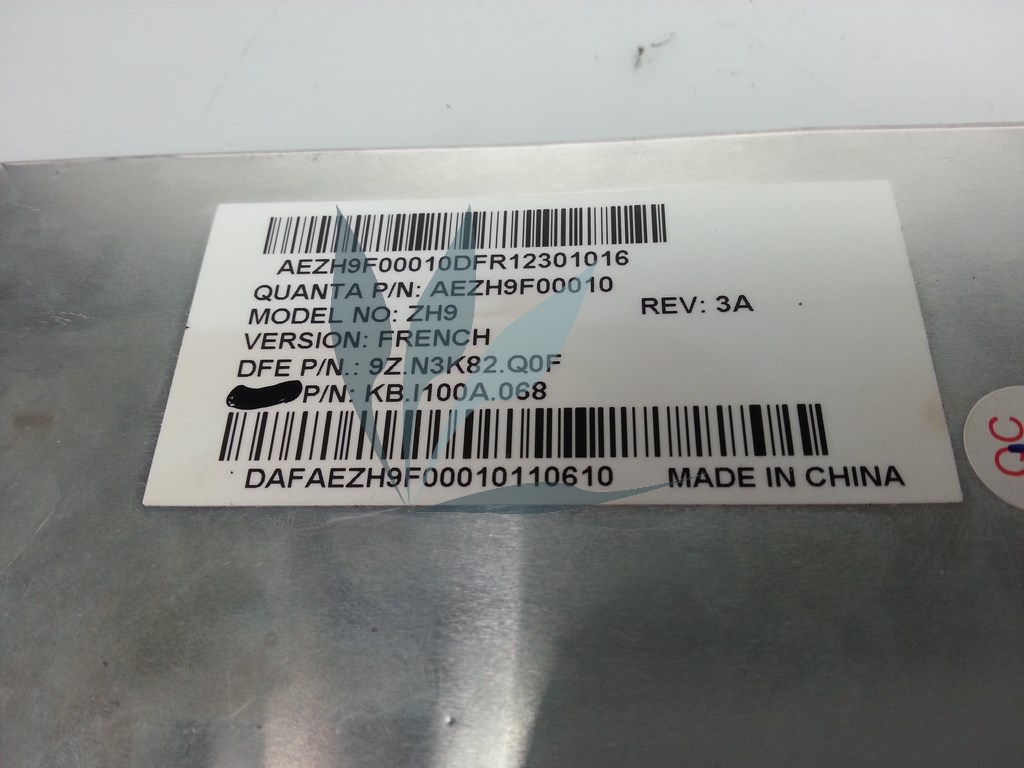 AEZH9F00010DFR12301016
QUANTA P/N: AEZH9F00010
MODEL NO: ZH9 REV: 3A
VERSION: FRENCH
DFE P/N.: 9Z.N3K82.Q0F
P/N: KB.I100A.068
DAFAEZH9F00010110610 MADE IN CHINA
QC